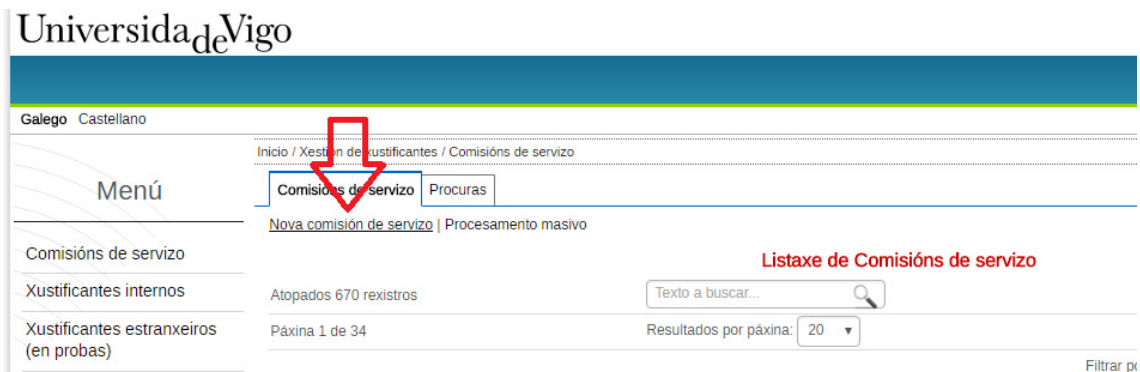 UniversidadeVigo
Galego Castellano
Inicio / Xestión de xustificantes / Comisións de servizo
Menú
Comisións de servizo Procuras
Nova comisión de servizo | Procesamento masivo
Comisións de servizo
Listaxe de Comisións de servizo
Xustificantes internos
Atopados 670 rexistros
Texto a buscar...
Xustificantes estranxeiros
(en probas)
Páxina 1 de 34
Resultados por páxina: 20
Filtrar